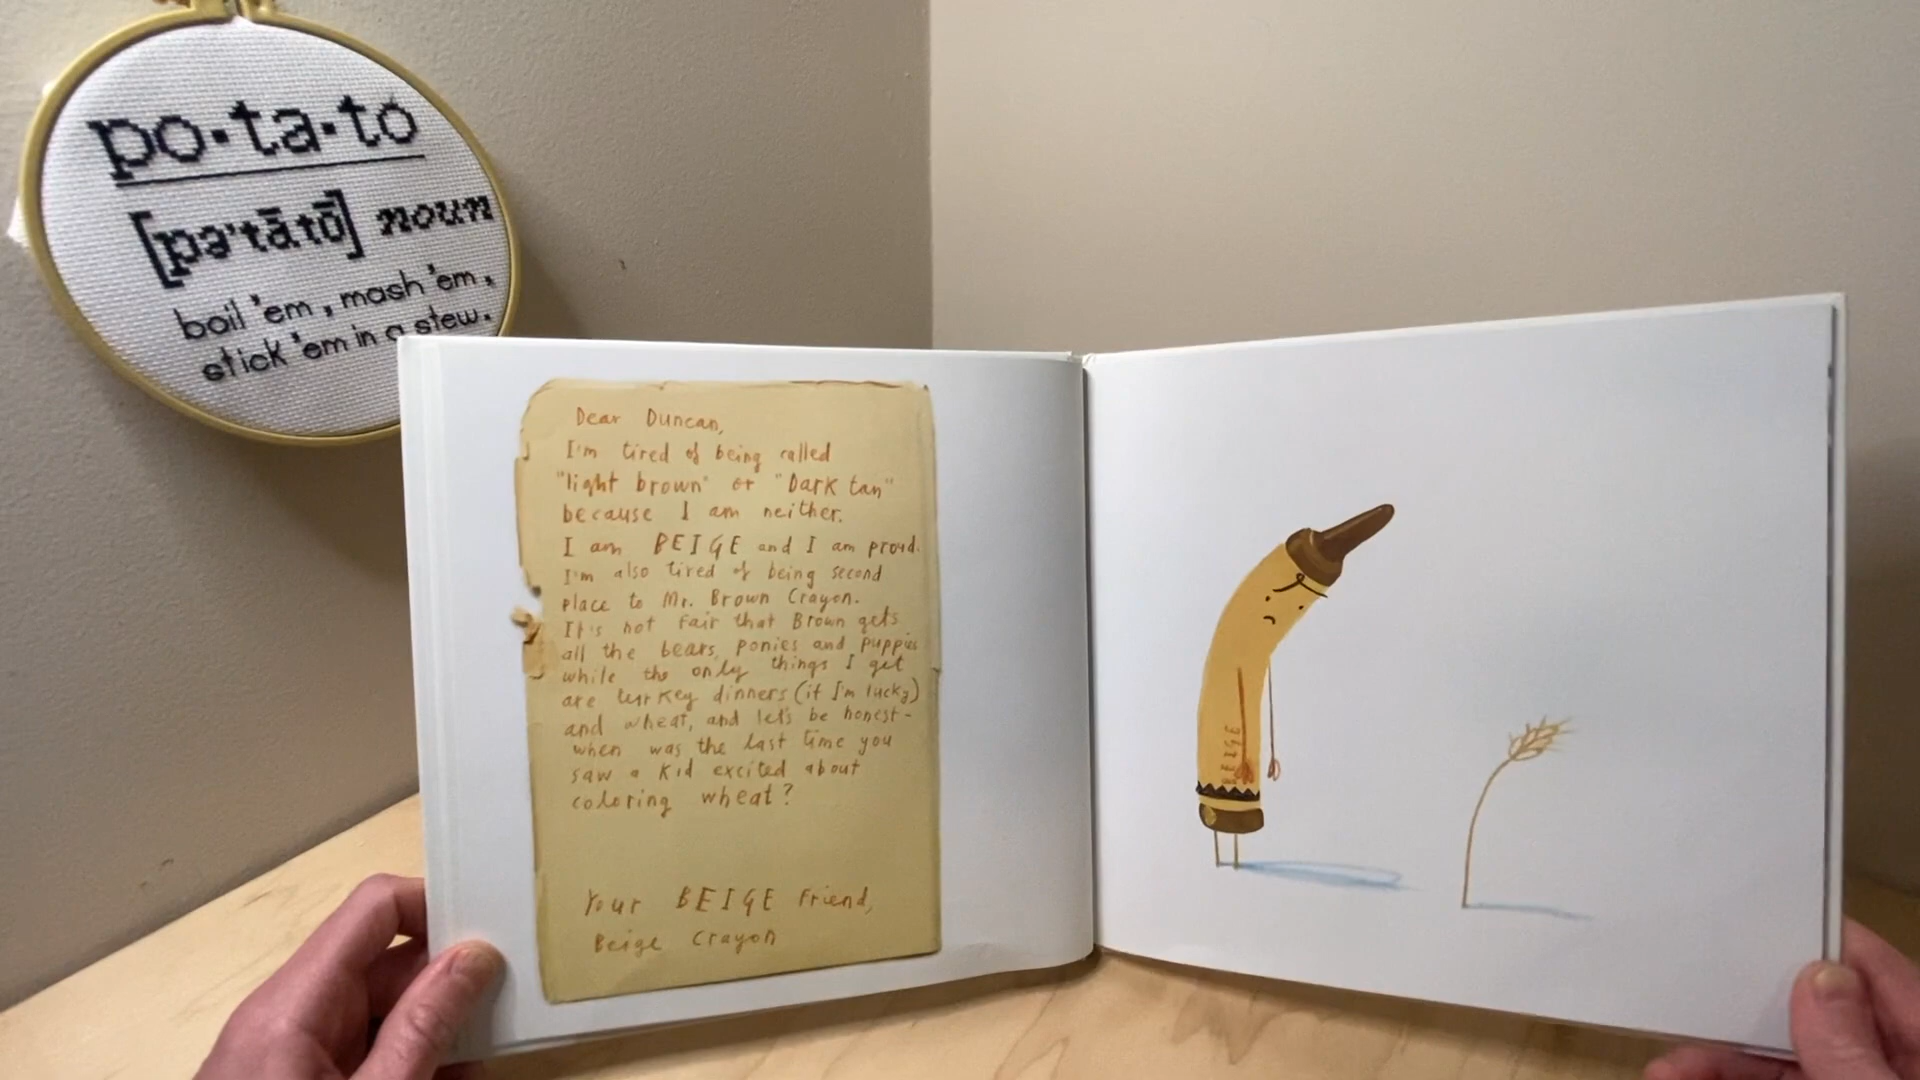 po·ta·to
[pə'tātō] noun
boil 'em, mash 'em,
stick 'em in a stew.
Dear Duncan,
I'm tired of being called
"light brown" or "Dark tan"
because I am neither.
I am BEIGE and I am proud.
I'm also tired of being second
place to Mr. Brown Crayon.
It's not fair that Brown gets
all the bears, ponies and puppies
while the only things I get
are turkey dinners (if I'm lucky)
and wheat, and let's be honest-
when was the last time you
saw a kid excited about
coloring wheat?
Your BEIGE friend,
Beige Crayon
BEIGE